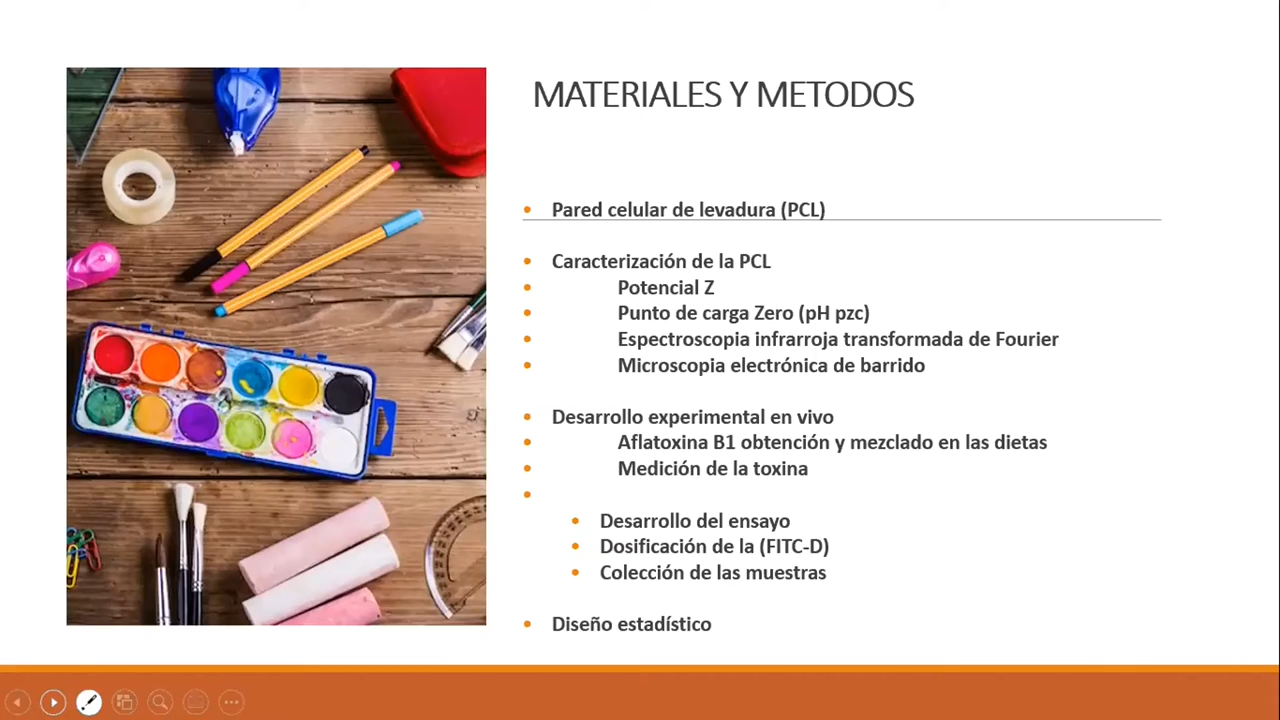 MATERIALES Y METODOS
• Pared celular de levadura (PCL)
• Caracterización de la PCL
• Potencial Z
• Punto de carga Zero (pH pzc)
• Espectroscopia infrarroja transformada de Fourier
• Microscopia electrónica de barrido
• Desarrollo experimental en vivo
• Aflatoxina B1 obtención y mezclado en las dietas
• Medición de la toxina
•
• Desarrollo del ensayo
• Dosificación de la (FITC-D)
• Colección de las muestras
• Diseño estadístico